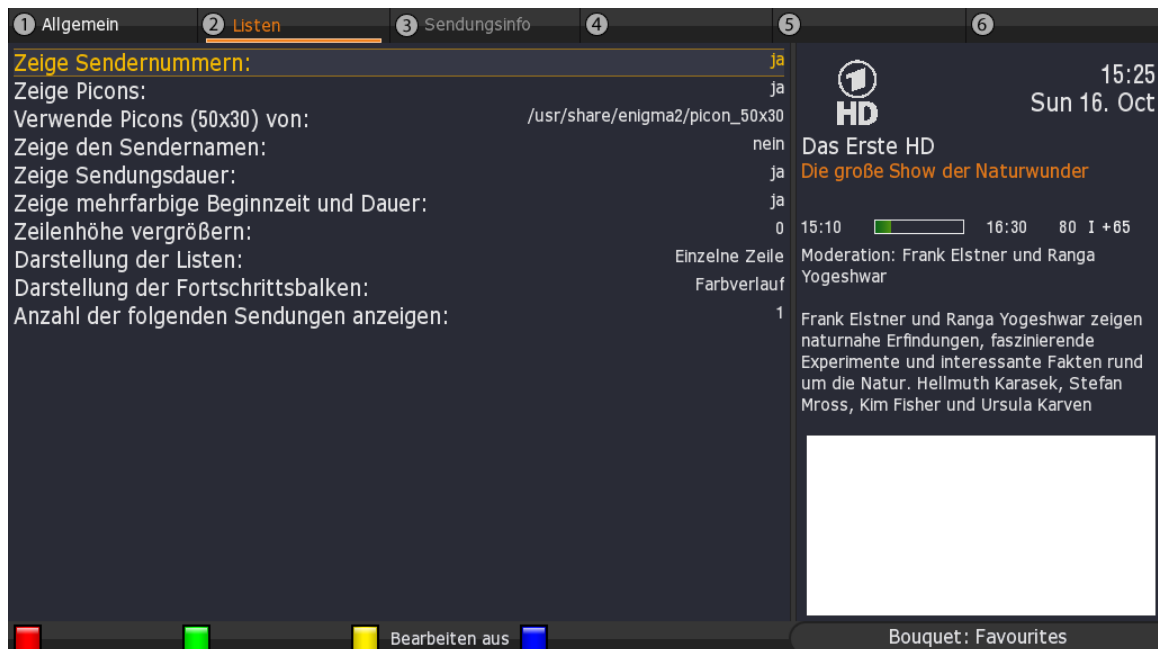 1 Allgemein 2 Listen 3 Sendungsinfo 4 5 6
Zeige Sendernummern: ja
Zeige Picons: ja
Verwende Picons (50x30) von: /usr/share/enigma2/picon_50x30
Zeige den Sendernamen: nein
Zeige Sendungsdauer: ja
Zeige mehrfarbige Beginnzeit und Dauer: ja
Zeilenhöhe vergrößern: 0
Darstellung der Listen: Einzelne Zeile
Darstellung der Fortschrittsbalken: Farbverlauf
Anzahl der folgenden Sendungen anzeigen: 1
1
HD
15:25
Sun 16. Oct
Das Erste HD
Die große Show der Naturwunder
15:10 16:30 80 I +65
Moderation: Frank Elstner und Ranga
Yogeshwar
Frank Elstner und Ranga Yogeshwar zeigen
naturnahe Erfindungen, faszinierende
Experimente und interessante Fakten rund
um die Natur. Hellmuth Karasek, Stefan
Mross, Kim Fisher und Ursula Karven
Bearbeiten aus
Bouquet: Favourites